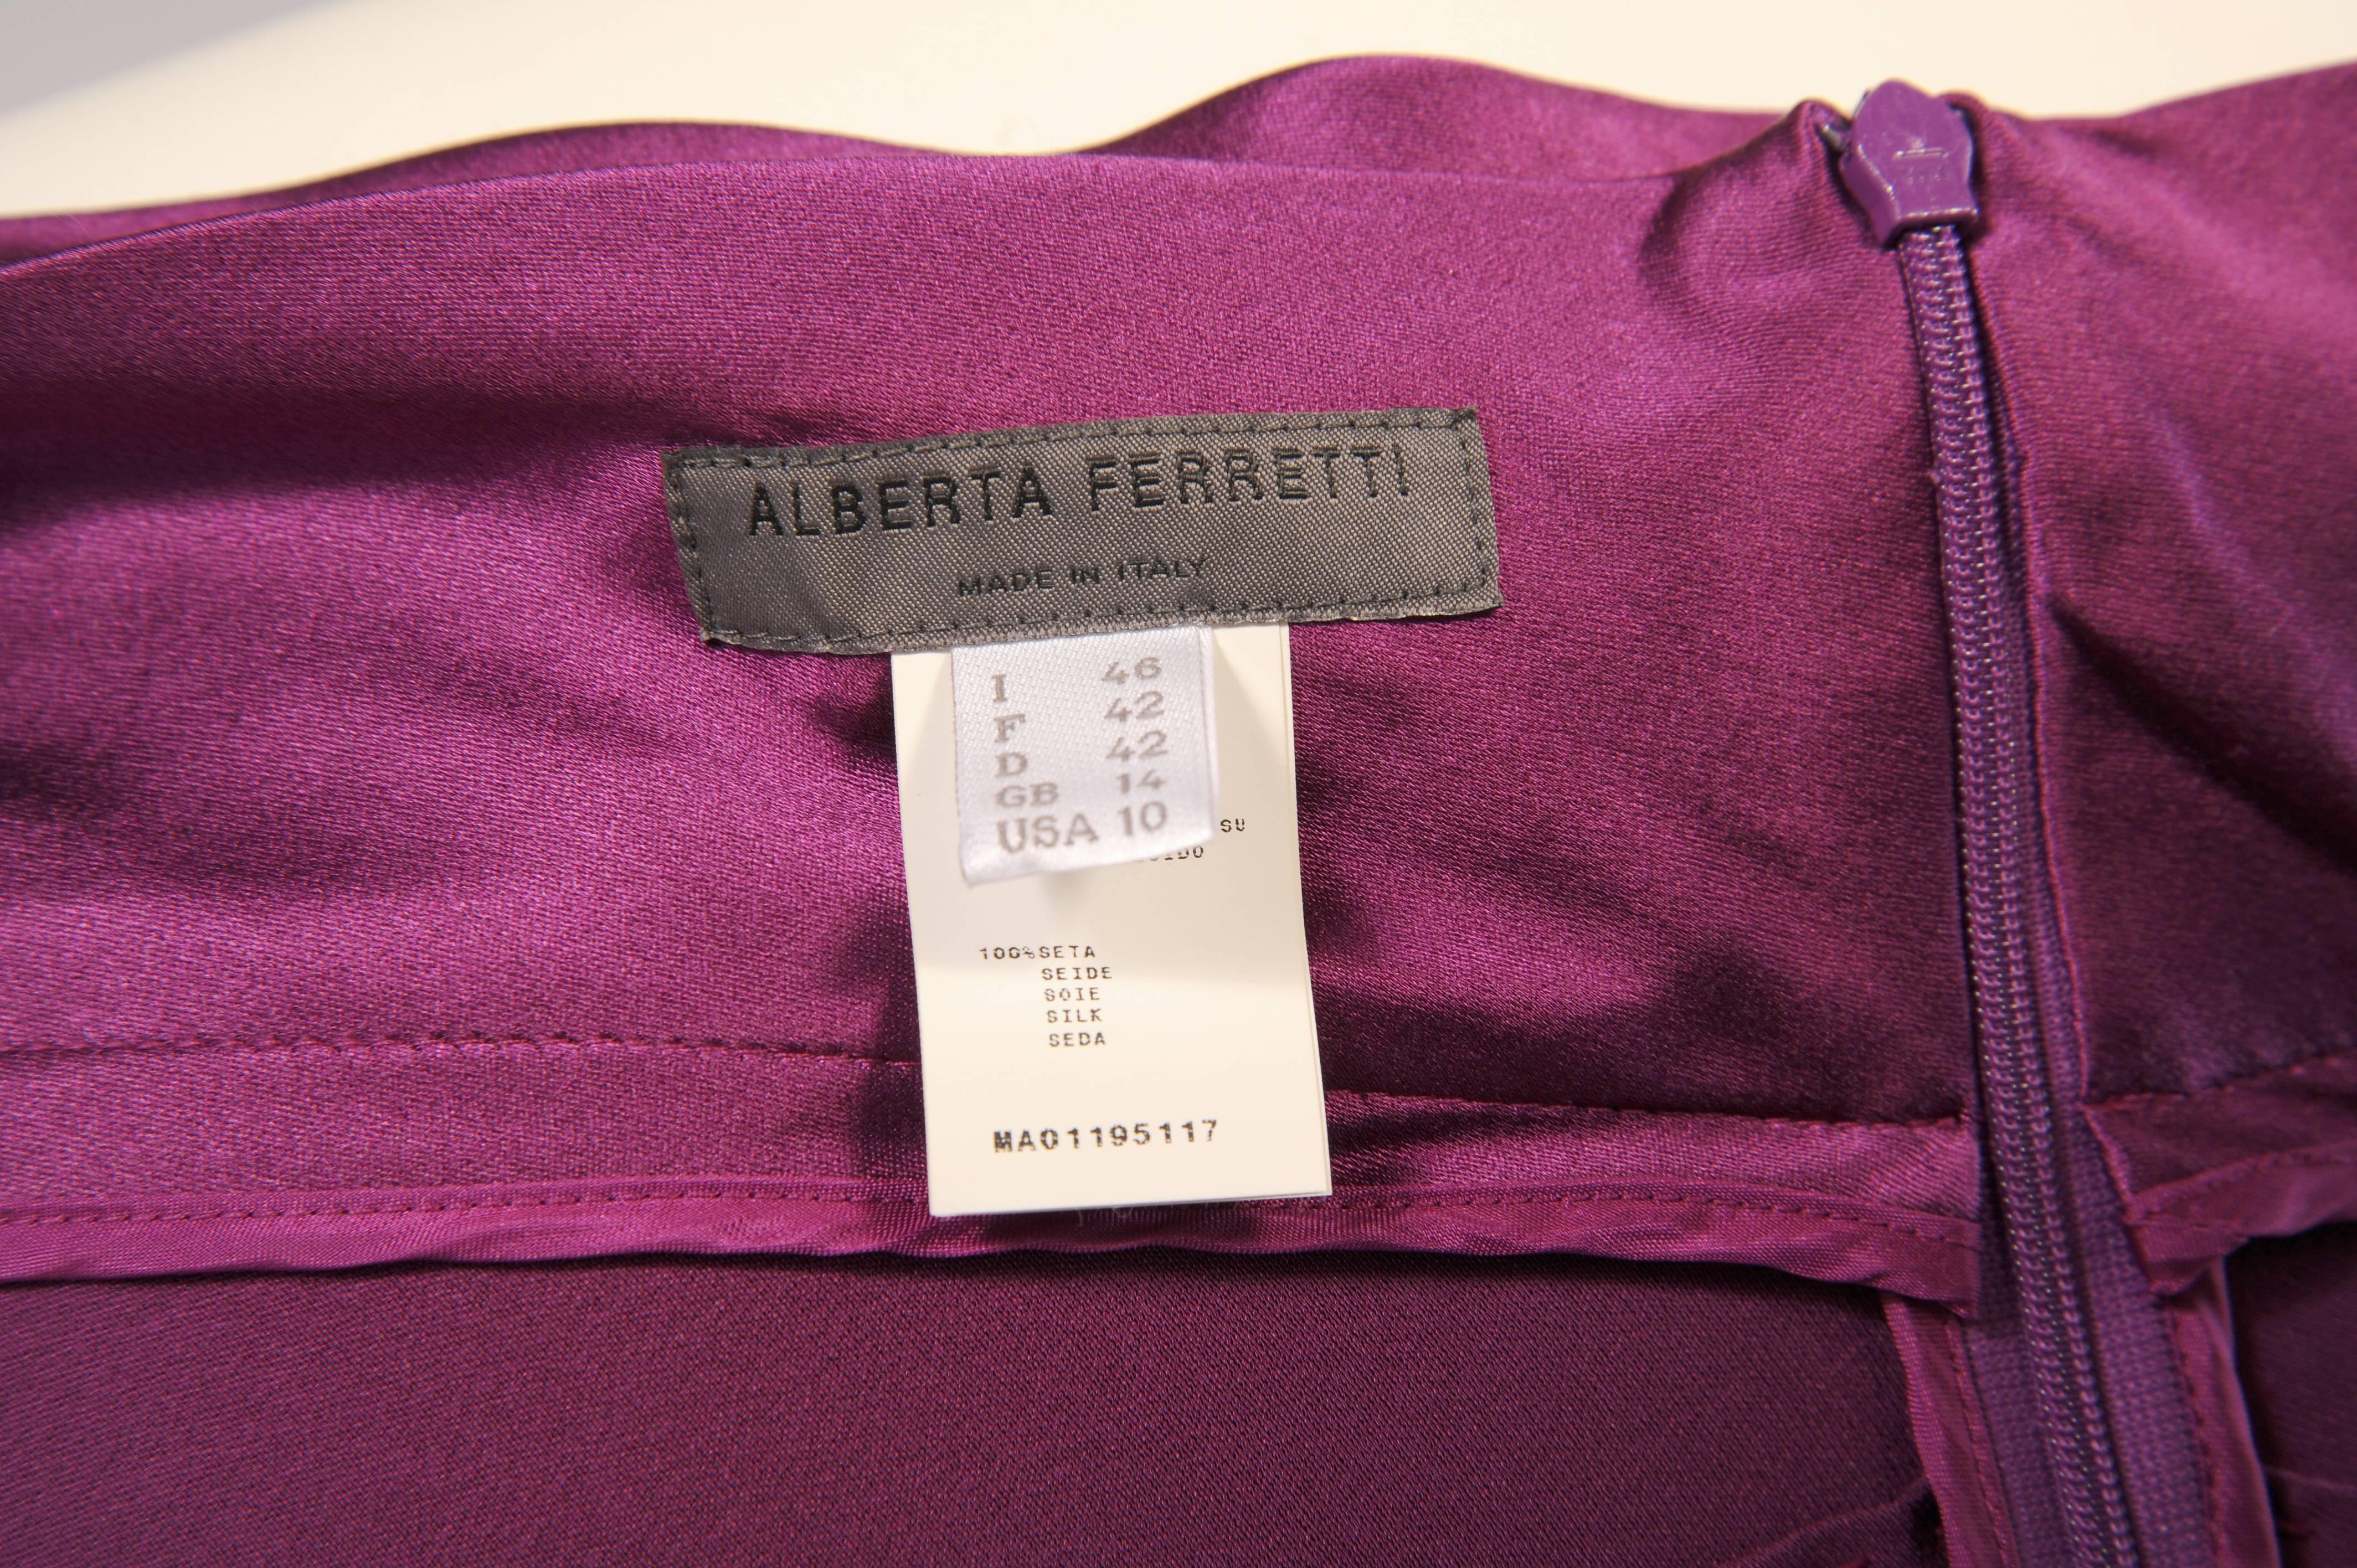 ALBERTA FERRETTI
MADE IN ITALY
I 46
F 42
D 42
GB 14
USA 10
SU
100%SETA
SEIDE
SOIE
SILK
SEDA
MA01195117